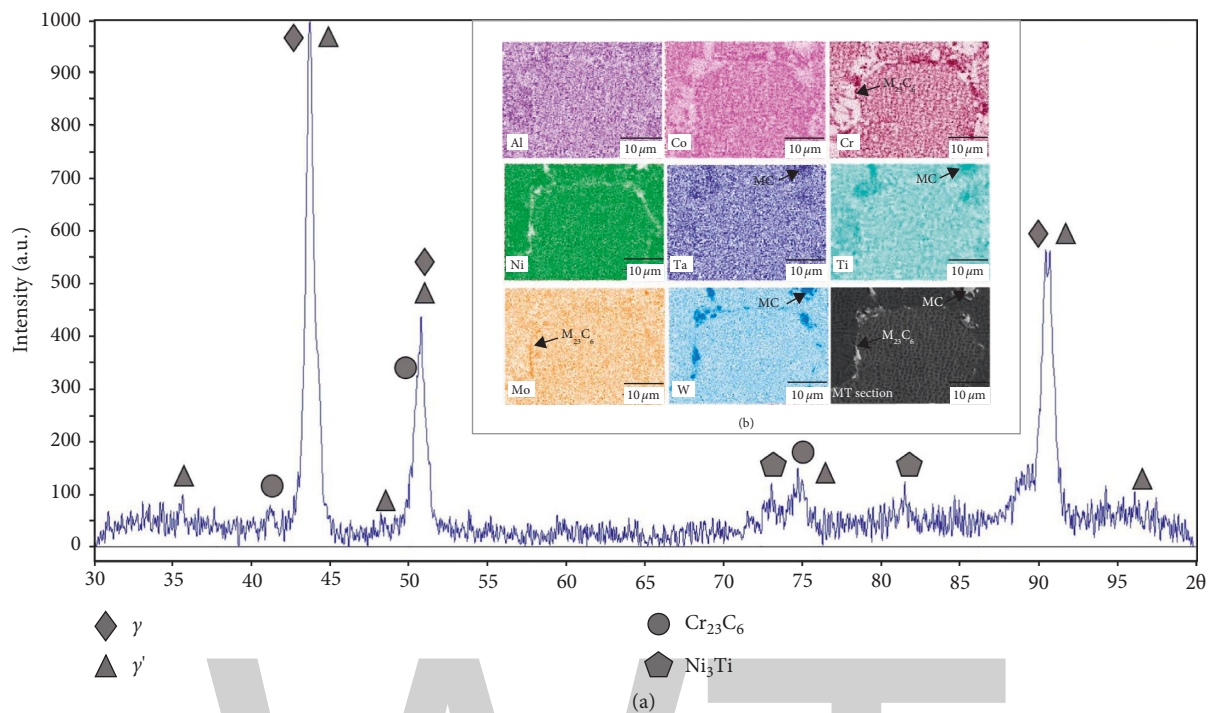 1000
900
800
700
600
500
400
300
200
100
0
Intensity (a.u.)
30 35 40 45 50 55 60 65 70 75 80 85 90 95 2θ
Al 10 μm
Co 10 μm
Cr M₂₃C₆ 10 μm
Ni 10 μm
Ta MC 10 μm
Ti MC 10 μm
Mo M₂₃C₆ 10 μm
W MC 10 μm
MT section M₂₃C₆ MC 10 μm
(b)
γ
γ'
Cr₂₃C₆
Ni₃Ti
(a)